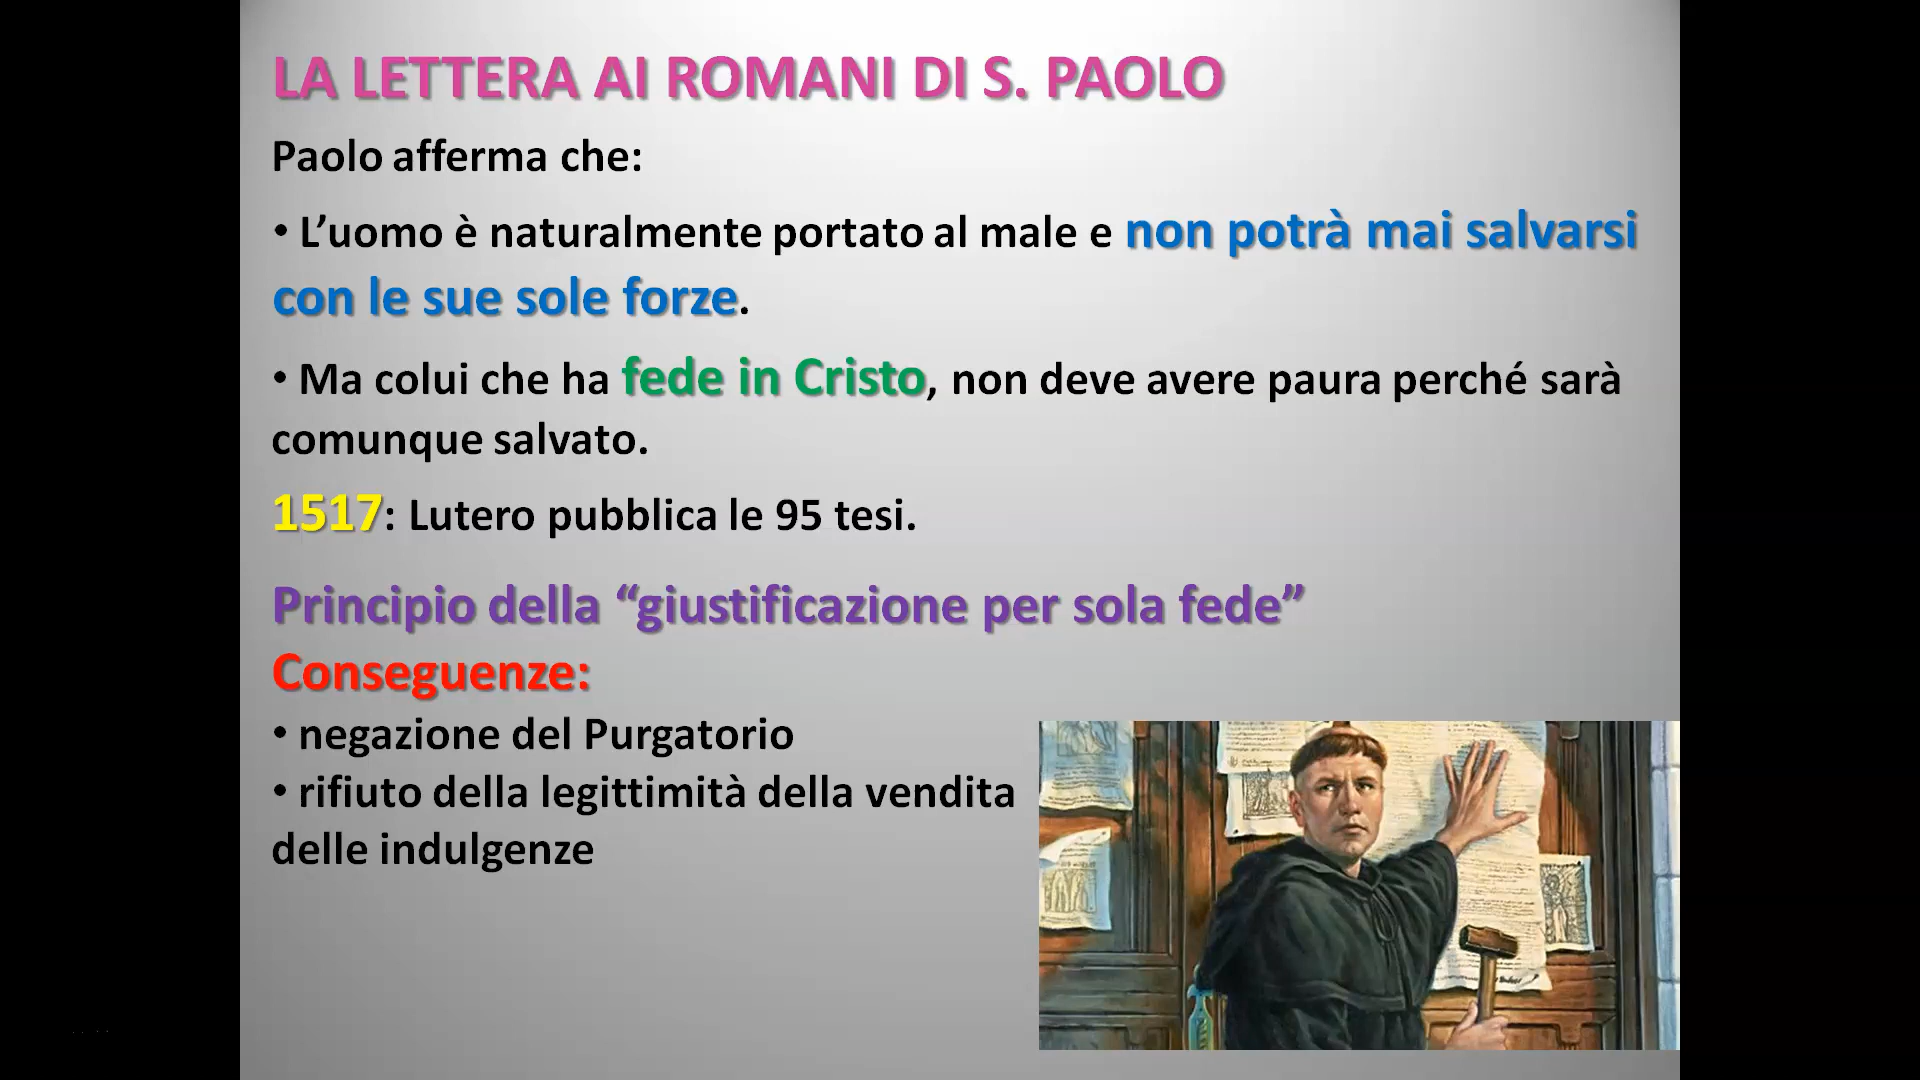 LA LETTERA AI ROMANI DI S. PAOLO
Paolo afferma che:
• L’uomo è naturalmente portato al male e non potrà mai salvarsi
con le sue sole forze.
• Ma colui che ha fede in Cristo, non deve avere paura perché sarà
comunque salvato.
1517: Lutero pubblica le 95 tesi.
Principio della “giustificazione per sola fede”
Conseguenze:
• negazione del Purgatorio
• rifiuto della legittimità della vendita
delle indulgenze